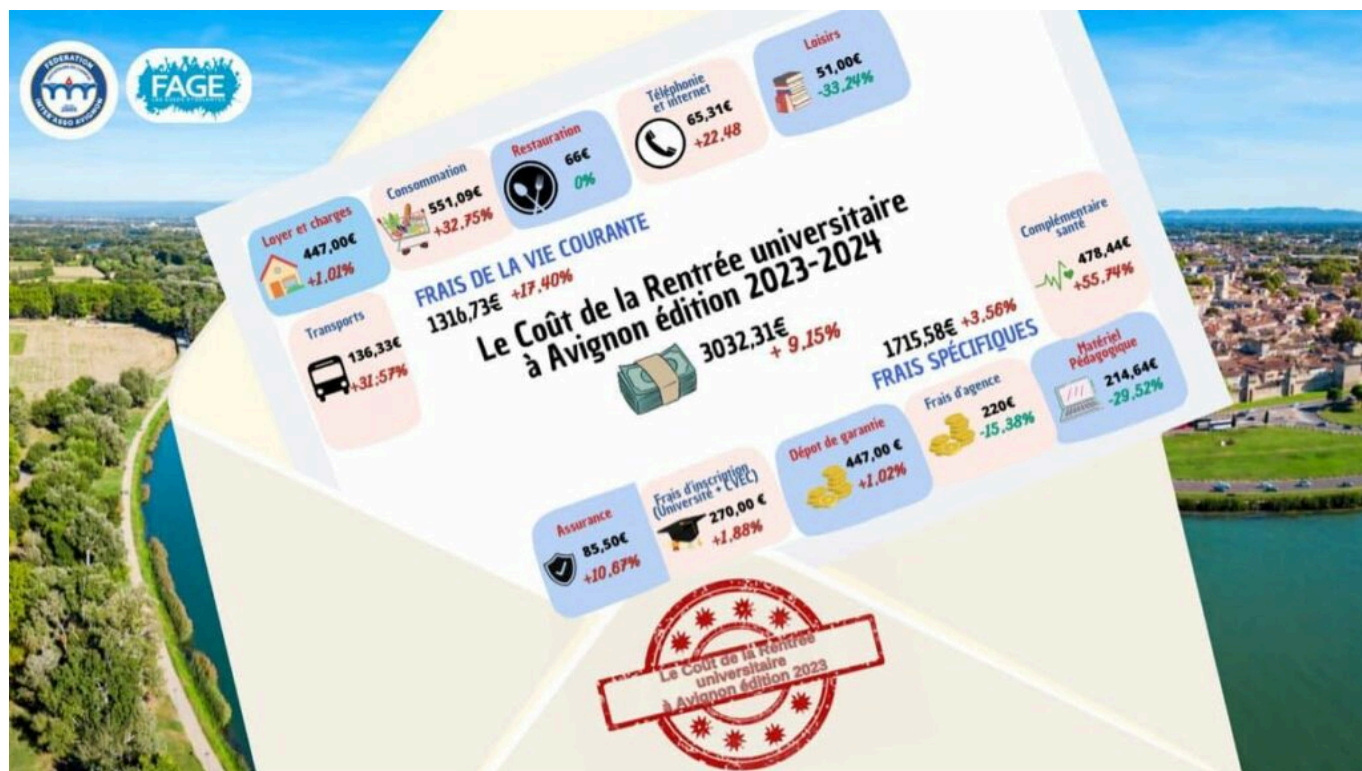 FEDERATION
INTER ASSO AVIGNON
FAGE
Loisirs
51,00€
-33,24%
Téléphonie
et internet
65,31€
+22,48
Restauration
66€
0%
Consommation
551,09€
+32,75%
Loyer et charges
447,00€
+1,01%
Transports
136,33€
+31,57%
FRAIS DE LA VIE COURANTE
1316,73€ +17,40%
Le Coût de la Rentrée universitaire
à Avignon édition 2023-2024
3032,31€
+ 9,15%
1715,58€ +3,56%
FRAIS SPÉCIFIQUES
Complémentaire
santé
478,44€
+55,74%
Matériel
Pédagogique
214,64€
-29,52%
Frais d'agence
220€
-15,38%
Dépot de garantie
447,00 €
+1,02%
Frais d'inscription
(Université + CVEC)
270,00 €
+1,88%
Assurance
85,50€
+10,67%
Le Coût de la Rentrée
universitaire
à Avignon édition 2023